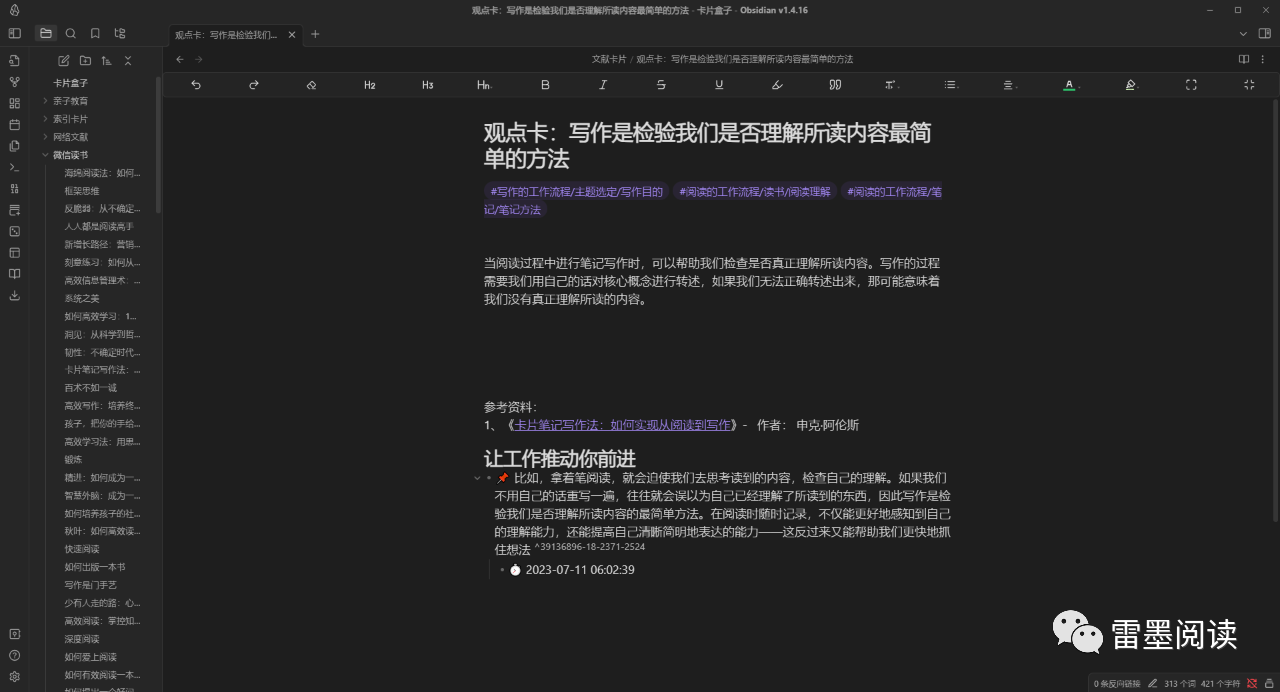 观点卡：写作是检验我们是否理解所读内容最简单的方法 - 卡片盒子 - Obsidian v1.4.16
观点卡：写作是检验我们...
文献卡片 / 观点卡：写作是检验我们是否理解所读内容最简单的方法
H2 H3 Hn B I S U A
卡片盒子
亲子教育
索引卡片
网络文献
微信读书
海绵阅读法：如何...
框架思维
反脆弱：从不确定...
人人都是阅读高手
新增长路径：营销...
刻意练习：如何从...
高效信息管理术：...
系统之美
如何高效学习：1...
洞见：从科学到哲...
韧性：不确定时代...
卡片笔记写作法：...
百术不如一诚
高效写作：培养终...
孩子，把你的手给...
高效学习法：用思...
锻炼
精进：如何成为一...
智慧外脑：成为一...
如何培养孩子的社...
秋叶：如何高效读...
快速阅读
如何出版一本书
写作是门手艺
少有人走的路：心...
高效阅读：掌控知...
深度阅读
如何爱上阅读
如何有效阅读一本...
观点卡：写作是检验我们是否理解所读内容最简
单的方法
#写作的工作流程/主题选定/写作目的 #阅读的工作流程/读书/阅读理解 #阅读的工作流程/笔
记/笔记方法
当阅读过程中进行笔记写作时，可以帮助我们检查是否真正理解所读内容。写作的过程
需要我们用自己的话对核心概念进行转述，如果我们无法正确转述出来，那可能意味着
我们没有真正理解所读的内容。
参考资料：
1、《卡片笔记写作法：如何实现从阅读到写作》- 作者： 申克·阿伦斯
让工作推动你前进
📌 比如，拿着笔阅读，就会迫使我们去思考读到的内容，检查自己的理解。如果我们
不用自己的话重写一遍，往往就会误以为自己已经理解了所读到的东西，因此写作是检
验我们是否理解所读内容的最简单方法。在阅读时随时记录，不仅能更好地感知到自己
的理解能力，还能提高自己清晰简明地表达的能力——这反过来又能帮助我们更快地抓
住想法 ^39136896-18-2371-2524
⏱ 2023-07-11 06:02:39
雷墨阅读
0 条反向链接 313 个词 421 个字符